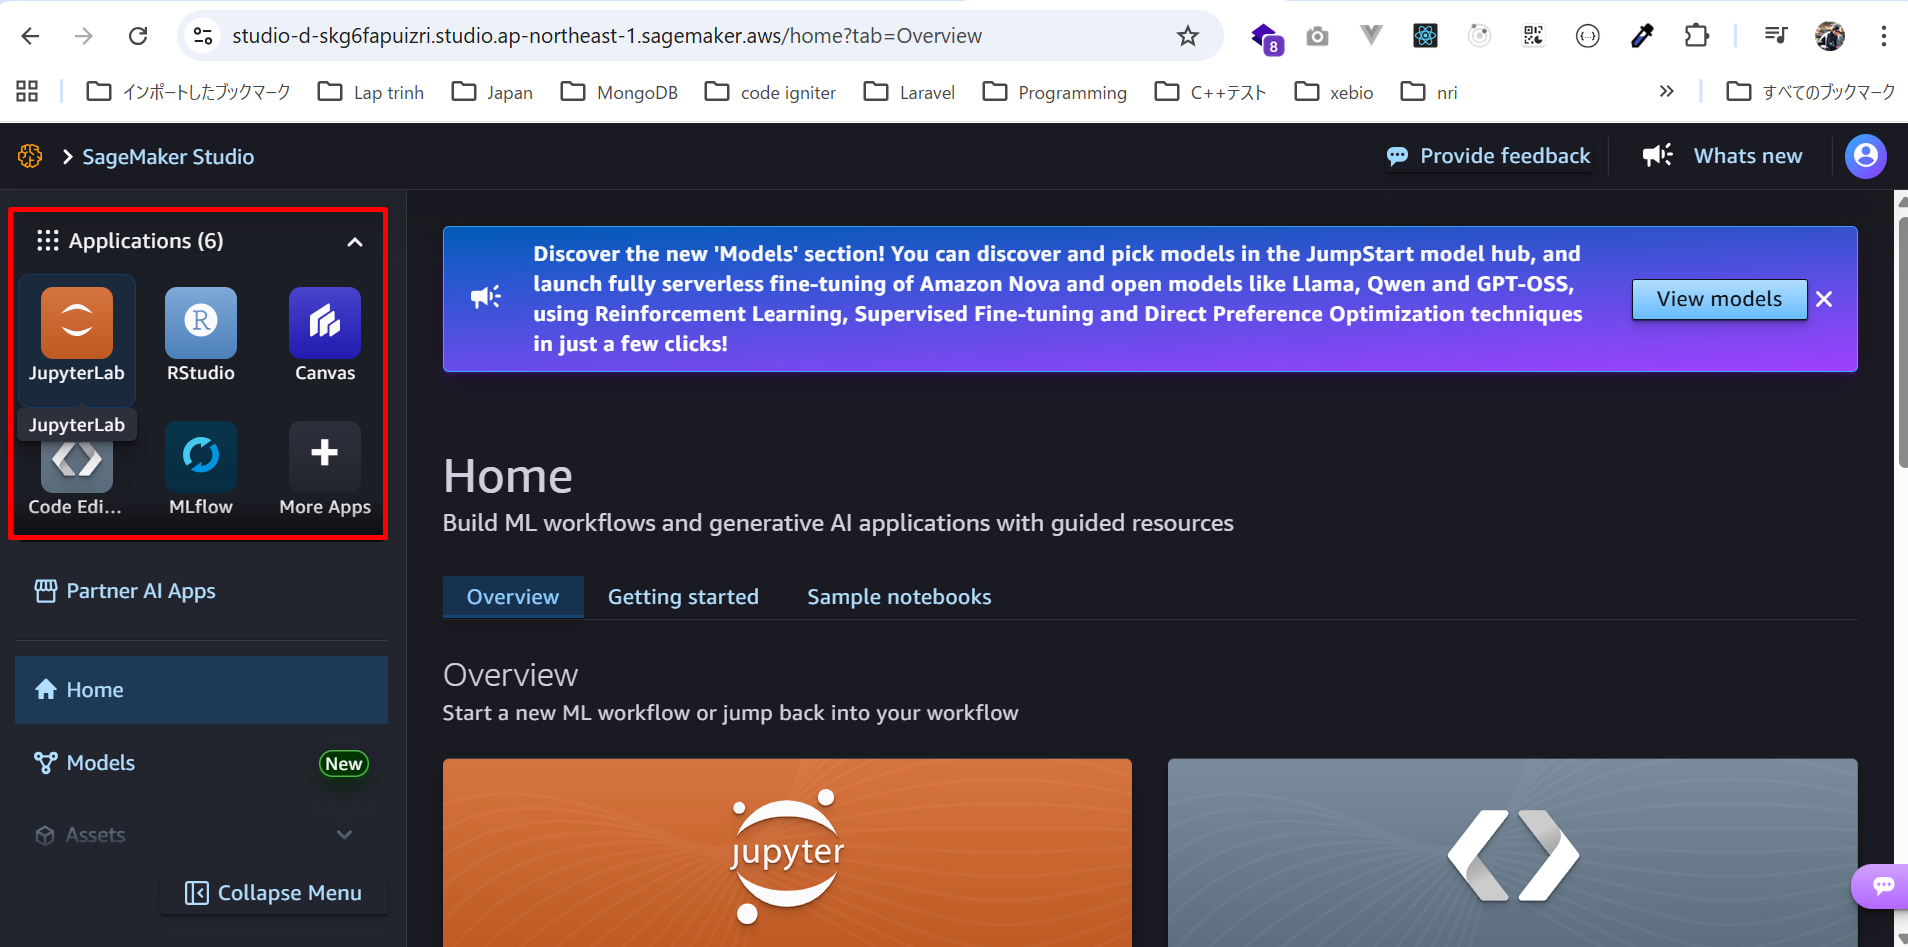 studio-d-skg6fapuizri.studio.ap-northeast-1.sagemaker.aws/home?tab=Overview
8
インポートしたブックマーク
Lap trinh
Japan
MongoDB
code igniter
Laravel
Programming
C++テスト
xebio
nri
すべてのブックマーク
SageMaker Studio
Provide feedback
Whats new
Applications (6)
JupyterLab
R
RStudio
Canvas
JupyterLab
Code Edi...
MLflow
More Apps
Partner AI Apps
Home
Models
New
Assets
Collapse Menu
Discover the new 'Models' section! You can discover and pick models in the JumpStart model hub, and
launch fully serverless fine-tuning of Amazon Nova and open models like Llama, Qwen and GPT-OSS,
using Reinforcement Learning, Supervised Fine-tuning and Direct Preference Optimization techniques
in just a few clicks!
View models
Home
Build ML workflows and generative AI applications with guided resources
Overview
Getting started
Sample notebooks
Overview
Start a new ML workflow or jump back into your workflow
jupyter